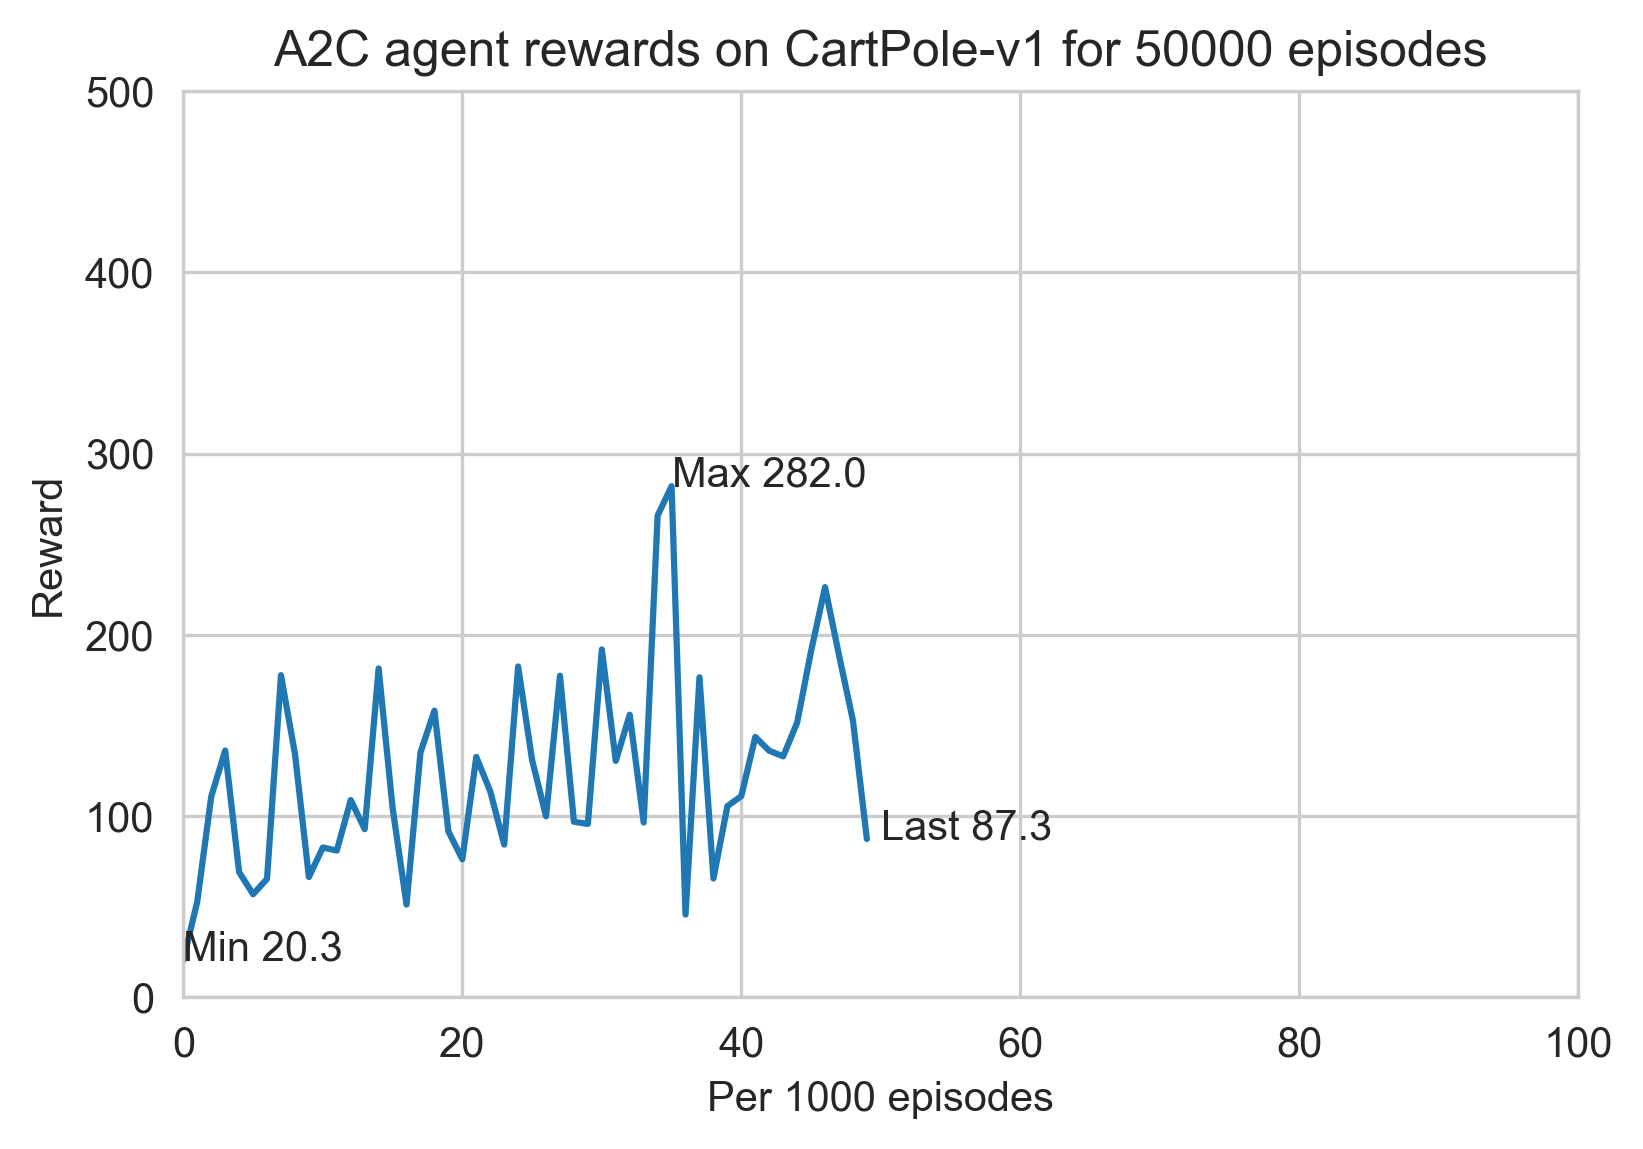 A2C agent rewards on CartPole-v1 for 50000 episodes
500
400
300
200
100
0
Reward
Max 282.0
Last 87.3
Min 20.3
0 20 40 60 80 100
Per 1000 episodes